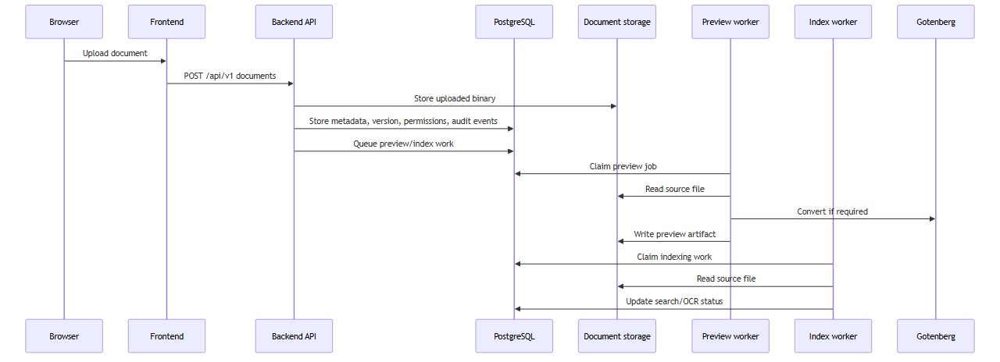 Browser
Frontend
Backend API
PostgreSQL
Document storage
Preview worker
Index worker
Gotenberg
Upload document
POST /api/v1 documents
Store uploaded binary
Store metadata, version, permissions, audit events
Queue preview/index work
Claim preview job
Read source file
Convert if required
Write preview artifact
Claim indexing work
Read source file
Update search/OCR status
Browser
Frontend
Backend API
PostgreSQL
Document storage
Preview worker
Index worker
Gotenberg